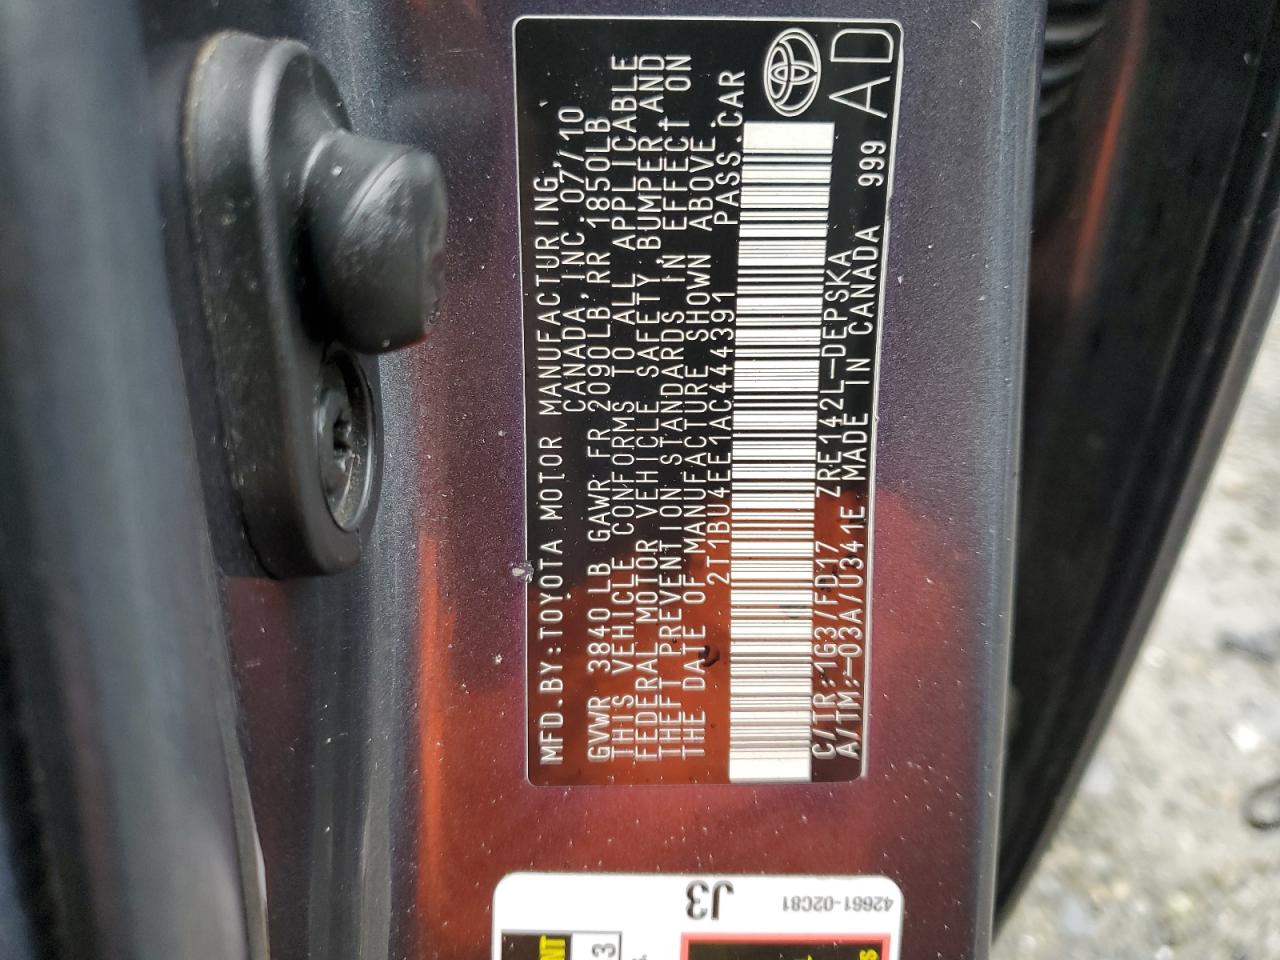 MFD.BY:TOYOTA MOTOR MANUFACTURING,
CANADA, INC. 07/10
GVWR 3840 LB GAWR FR 2090LB,RR 1850LB
THIS VEHICLE CONFORMS TO ALL APPLICABLE
FEDERAL MOTOR VEHICLE SAFETY,BUMPER,AND
THEFT PREVENTION STANDARDS IN EFFECT ON
THE DATE OF MANUFACTURE SHOWN ABOVE.
2T1BU4EE1AC444391 PASS.CAR
C/TR:1G3/FD17 ZRE142L-DEPSKA
A/TM:-03A/U341E MADE IN CANADA 999
AD
J3
42661-02C81
3